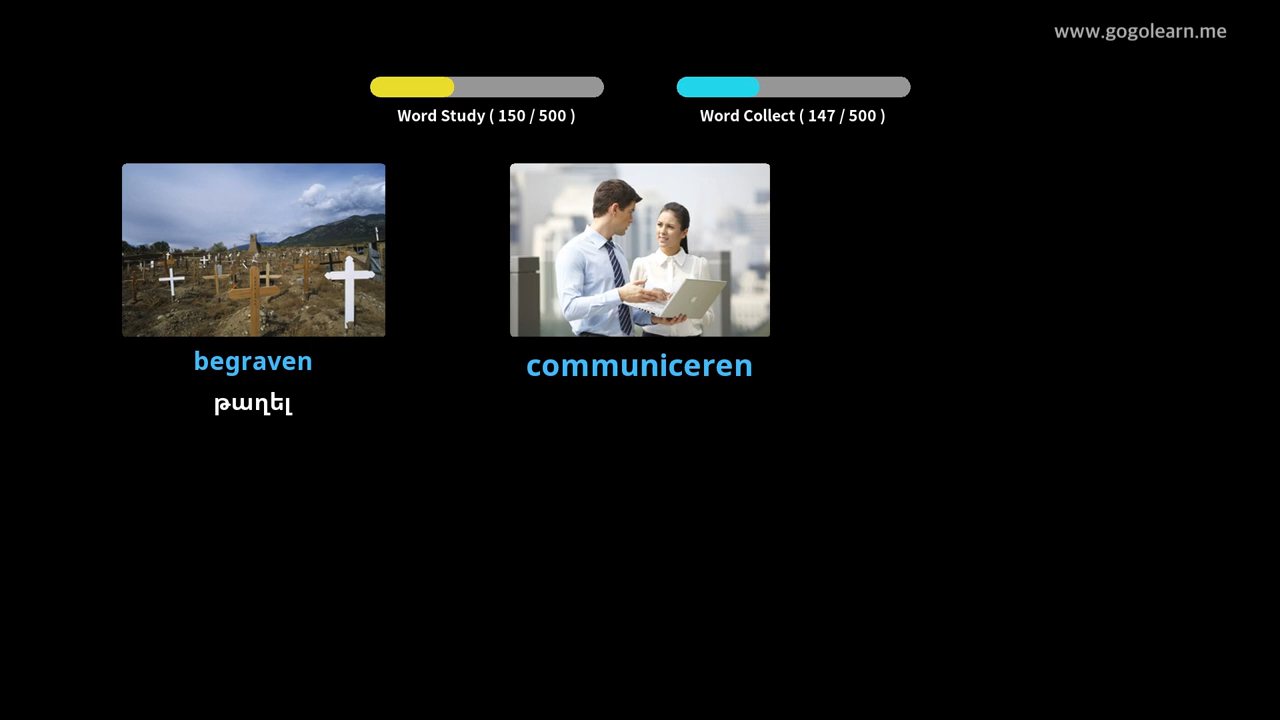 www.gogolearn.me
Word Study ( 150 / 500 )
Word Collect ( 147 / 500 )
begraven
թաղել
communiceren